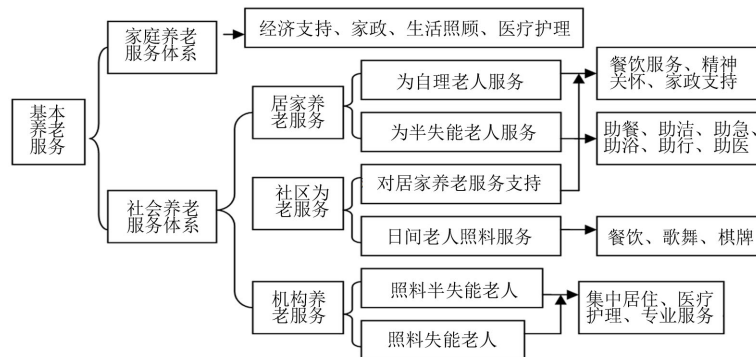 基本
养老
服务
家庭养老
服务体系
经济支持、家政、生活照顾、医疗护理
社会养老
服务体系
居家养
老服务
为自理老人服务
餐饮服务、精神
关怀、家政支持
为半失能老人服务
助餐、助洁、助急、
助浴、助行、助医
社区为
老服务
对居家养老服务支持
日间老人照料服务
餐饮、歌舞、棋牌
机构养
老服务
照料半失能老人
照料失能老人
集中居住、医疗
护理、专业服务